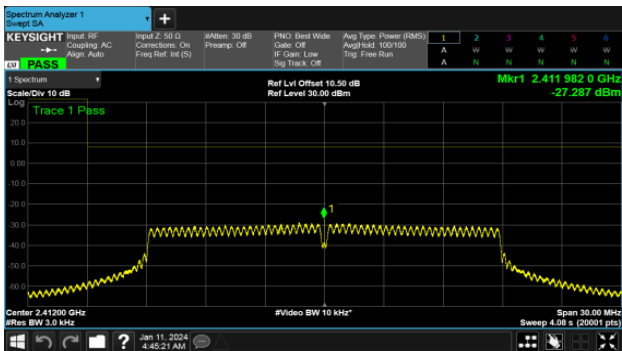 Spectrum Analyzer 1
Swept SA
+
KEYSIGHT Input: RF Input Z: 50 Ω #Atten: 30 dB PNO: Best Wide Avg Type: Power (RMS) 1 2 3 4 5 6
Coupling: AC Corrections: On Preamp: Off Gate: Off Avg|Hold: 100/100 A W W W W W
Align: Auto Freq Ref: Int (S) IF Gain: Low Trig: Free Run
LXI PASS Sig Track: Off A N N N N N
1 Spectrum Ref Lvl Offset 10.50 dB Mkr1 2.411 982 0 GHz
Scale/Div 10 dB Ref Level 30.00 dBm -27.287 dBm
Log
Trace 1 Pass
20.0
10.0
0.00
-10.0
1
-20.0
-30.0
-40.0
-50.0
-60.0
Center 2.41200 GHz #Video BW 10 kHz* Span 30.00 MHz
#Res BW 3.0 kHz Sweep 4.08 s (20001 pts)
? Jan 11, 2024
4:45:21 AM